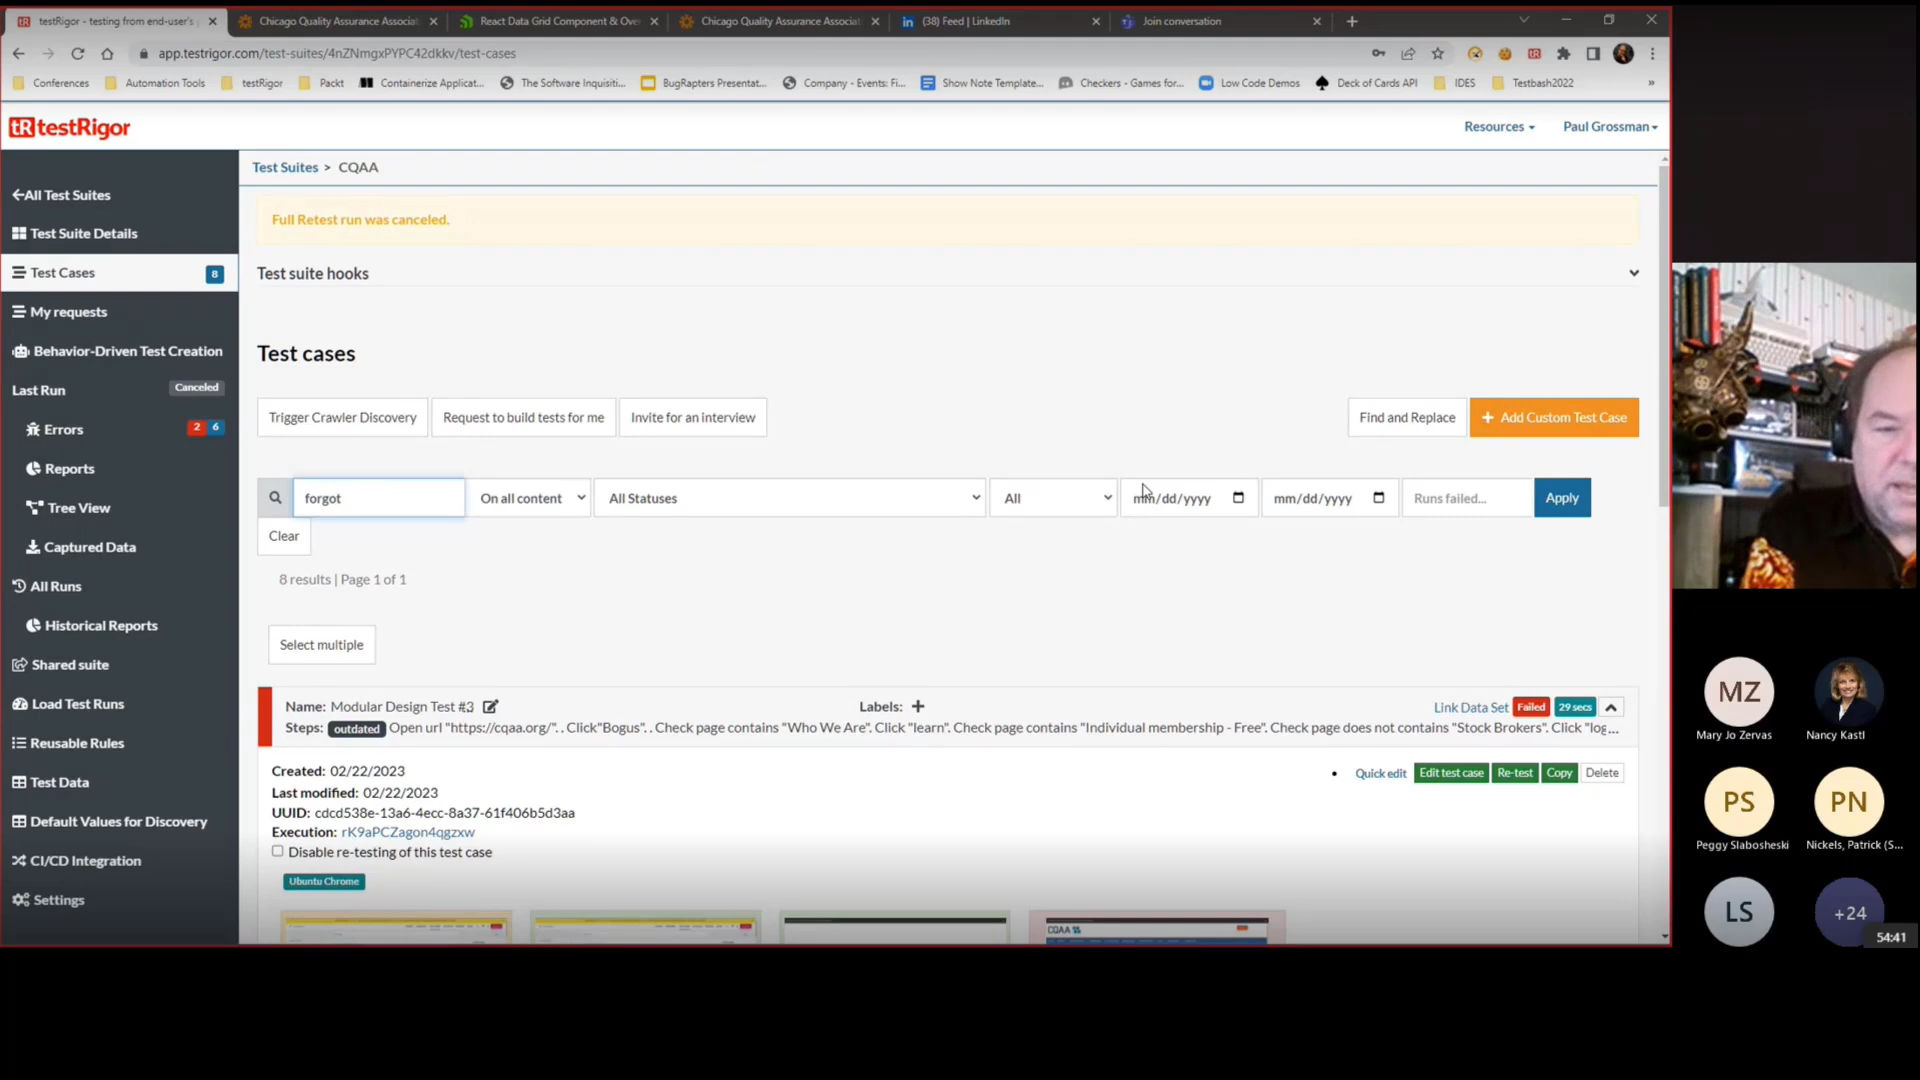 testRigor - testing from end-user's
Chicago Quality Assurance Associat
React Data Grid Component & Ove
Chicago Quality Assurance Associat
(38) Feed | LinkedIn
Join conversation
app.testrigor.com/test-suites/4nZNmgxPYPC42dkkv/test-cases
Conferences
Automation Tools
testRigor
Packt
Containerize Applicat...
The Software Inquisiti...
BugRapters Presentat...
Company - Events: Fi...
Show Note Template...
Checkers - Games for...
Low Code Demos
Deck of Cards API
IDES
Testbash2022
»
tR testRigor
Resources
Paul Grossman
All Test Suites
Test Suite Details
Test Cases 8
My requests
Behavior-Driven Test Creation
Last Run Canceled
Errors 2 6
Reports
Tree View
Captured Data
All Runs
Historical Reports
Shared suite
Load Test Runs
Reusable Rules
Test Data
Default Values for Discovery
CI/CD Integration
Settings
Test Suites > CQAA
Full Retest run was canceled.
Test suite hooks
Test cases
Trigger Crawler Discovery
Request to build tests for me
Invite for an interview
Find and Replace
+ Add Custom Test Case
forgot
On all content
All Statuses
All
mm/dd/yyyy
mm/dd/yyyy
Runs failed...
Apply
Clear
8 results | Page 1 of 1
Select multiple
Name: Modular Design Test #3
Labels: +
Link Data Set Failed 29 secs
Steps: outdated Open url "https://cqaa.org/". . Click"Bogus". . Check page contains "Who We Are". Click "learn". Check page contains "Individual membership - Free". Check page does not contains "Stock Brokers". Click "log...
Created: 02/22/2023
Last modified: 02/22/2023
UUID: cdcd538e-13a6-4ecc-8a37-61f406b5d3aa
Execution: rK9aPCZagon4qgzxw
Disable re-testing of this test case
Quick edit Edit test case Re-test Copy Delete
Ubuntu Chrome
CQAA
MZ
Mary Jo Zervas
Nancy Kastl
PS
Peggy Slabosheski
PN
Nickels, Patrick (S...
LS
+24
54:41